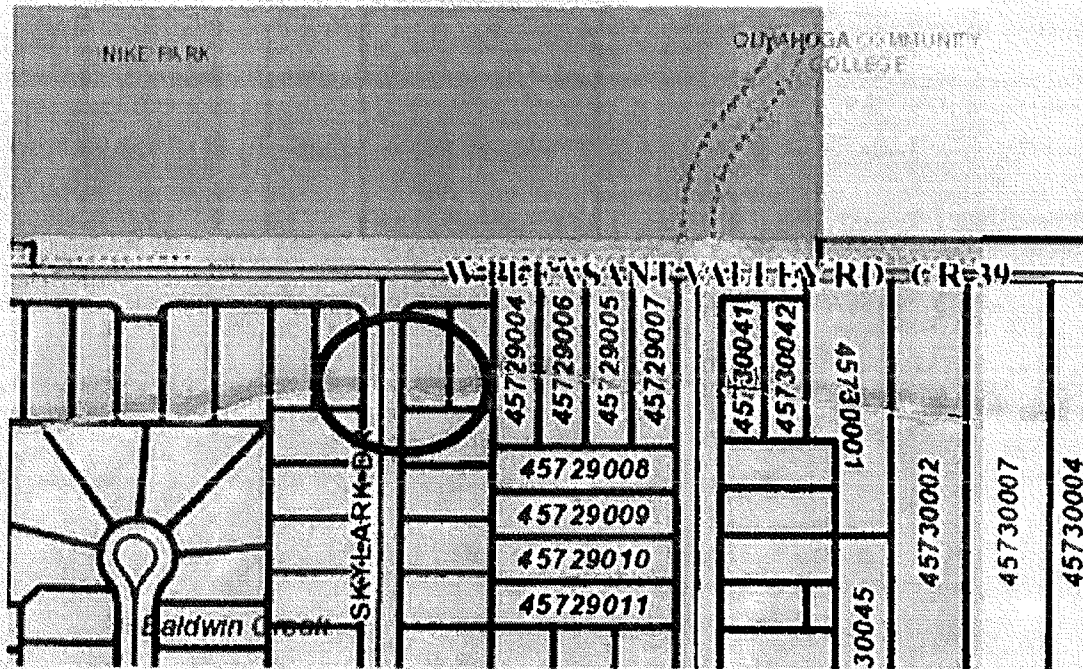 NIKE PARK
CUYAHOGA COMMUNITY
COLLEGE
W PLEASANT VALLEY RD CR-39
45729004
45729006
45729005
45729007
45730041
45730042
45730001
45729008
45729009
45729010
45729011
SKYLARK DR
45730002
45730007
45730004
30045
Baldwin Creek